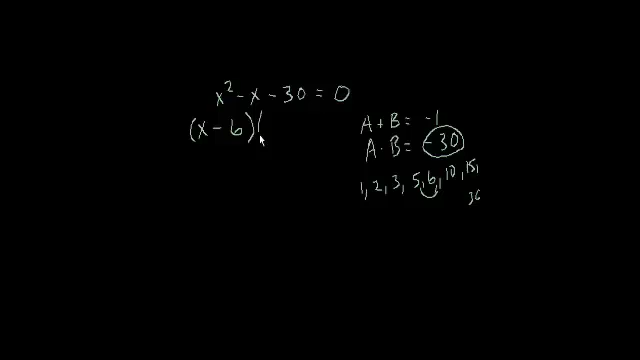 x² - x - 30 = 0
(x - 6)(
A + B = -1
A · B = -30
1, 2, 3, 5, 6, 10, 15,
30